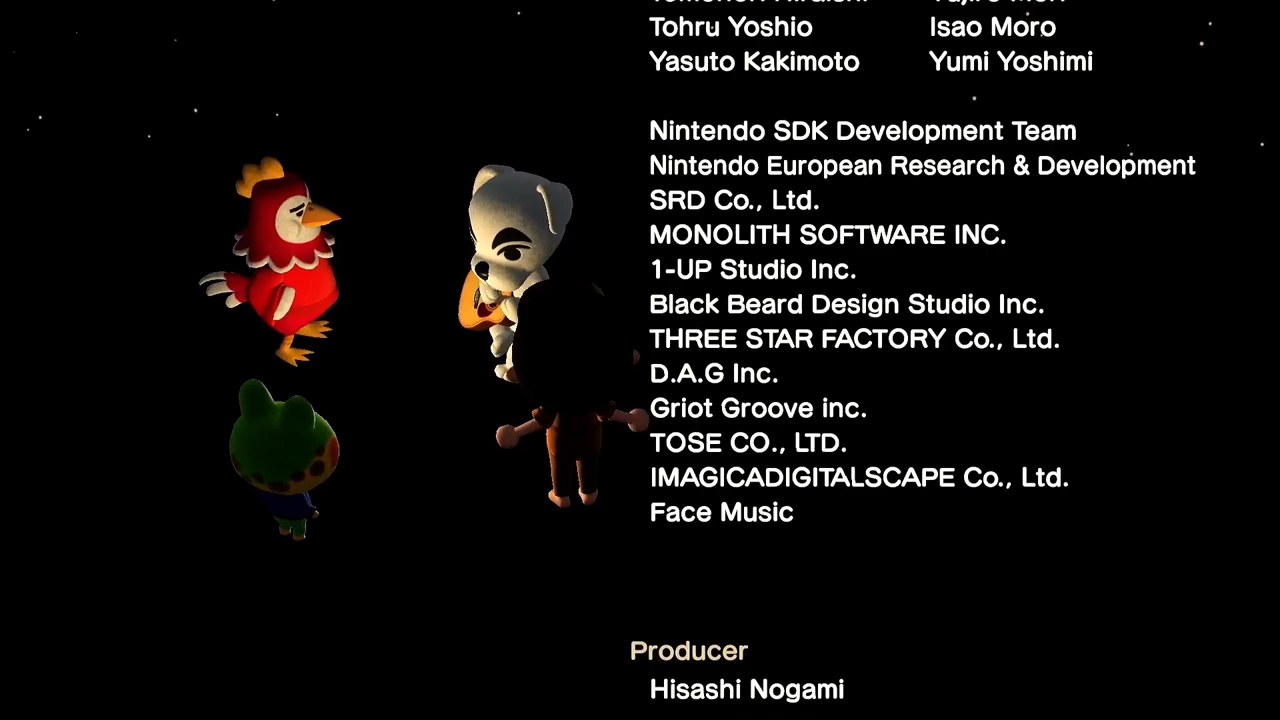 Tohru Yoshio Isao Moro
Yasuto Kakimoto Yumi Yoshimi
Nintendo SDK Development Team
Nintendo European Research & Development
SRD Co., Ltd.
MONOLITH SOFTWARE INC.
1-UP Studio Inc.
Black Beard Design Studio Inc.
THREE STAR FACTORY Co., Ltd.
D.A.G Inc.
Griot Groove inc.
TOSE CO., LTD.
IMAGICADIGITALSCAPE Co., Ltd.
Face Music
Producer
Hisashi Nogami